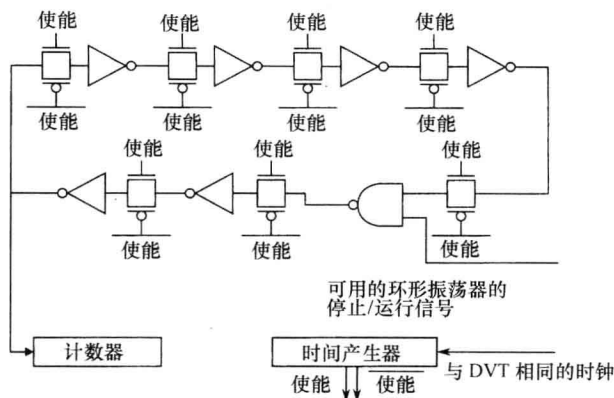 使能 使能 使能 使能
使能 使能 使能 使能
使能 使能 使能
使能 使能 使能
可用的环形振荡器的
停止/运行信号
计数器 时间产生器
与 DVT 相同的时钟
使能 使能